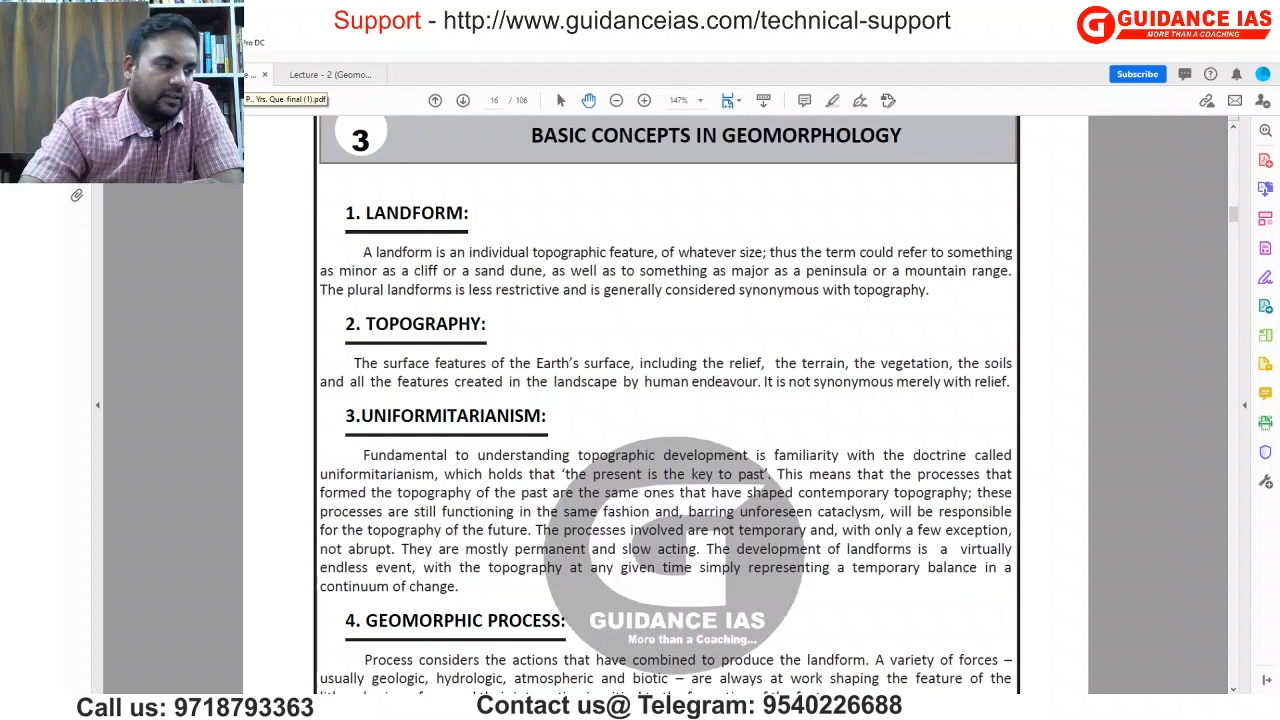 Support - http://www.guidanceias.com/technical-support
GUIDANCE IAS
MORE THAN A COACHING...
Pro DC
Lecture - 2 (Geomo...
Subscribe
P.. Yrs. Que final (1).pdf
16 / 106
147%
3
BASIC CONCEPTS IN GEOMORPHOLOGY
1. LANDFORM:
A landform is an individual topographic feature, of whatever size; thus the term could refer to something
as minor as a cliff or a sand dune, as well as to something as major as a peninsula or a mountain range.
The plural landforms is less restrictive and is generally considered synonymous with topography.
2. TOPOGRAPHY:
The surface features of the Earth's surface, including the relief, the terrain, the vegetation, the soils
and all the features created in the landscape by human endeavour. It is not synonymous merely with relief.
3.UNIFORMITARIANISM:
Fundamental to understanding topographic development is familiarity with the doctrine called
uniformitarianism, which holds that 'the present is the key to past'. This means that the processes that
formed the topography of the past are the same ones that have shaped contemporary topography; these
processes are still functioning in the same fashion and, barring unforeseen cataclysm, will be responsible
for the topography of the future. The processes involved are not temporary and, with only a few exception,
not abrupt. They are mostly permanent and slow acting. The development of landforms is a virtually
endless event, with the topography at any given time simply representing a temporary balance in a
continuum of change.
4. GEOMORPHIC PROCESS:
GUIDANCE IAS
More than a Coaching...
Process considers the actions that have combined to produce the landform. A variety of forces –
usually geologic, hydrologic, atmospheric and biotic – are always at work shaping the feature of the
Call us: 9718793363
Contact us@ Telegram: 9540226688